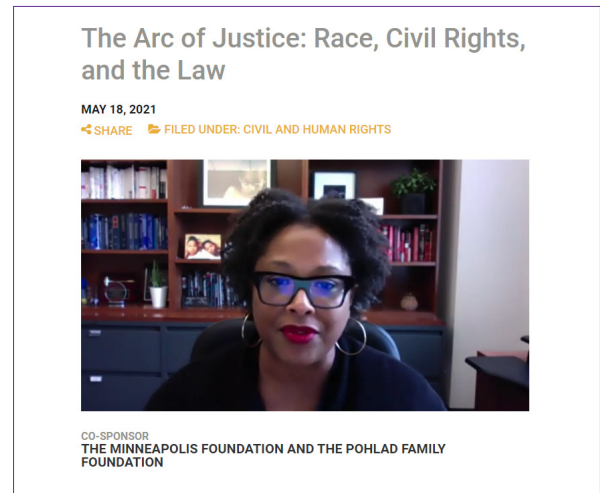 The Arc of Justice: Race, Civil Rights,
and the Law
MAY 18, 2021
SHARE FILED UNDER: CIVIL AND HUMAN RIGHTS
CO-SPONSOR
THE MINNEAPOLIS FOUNDATION AND THE POHLAD FAMILY
FOUNDATION